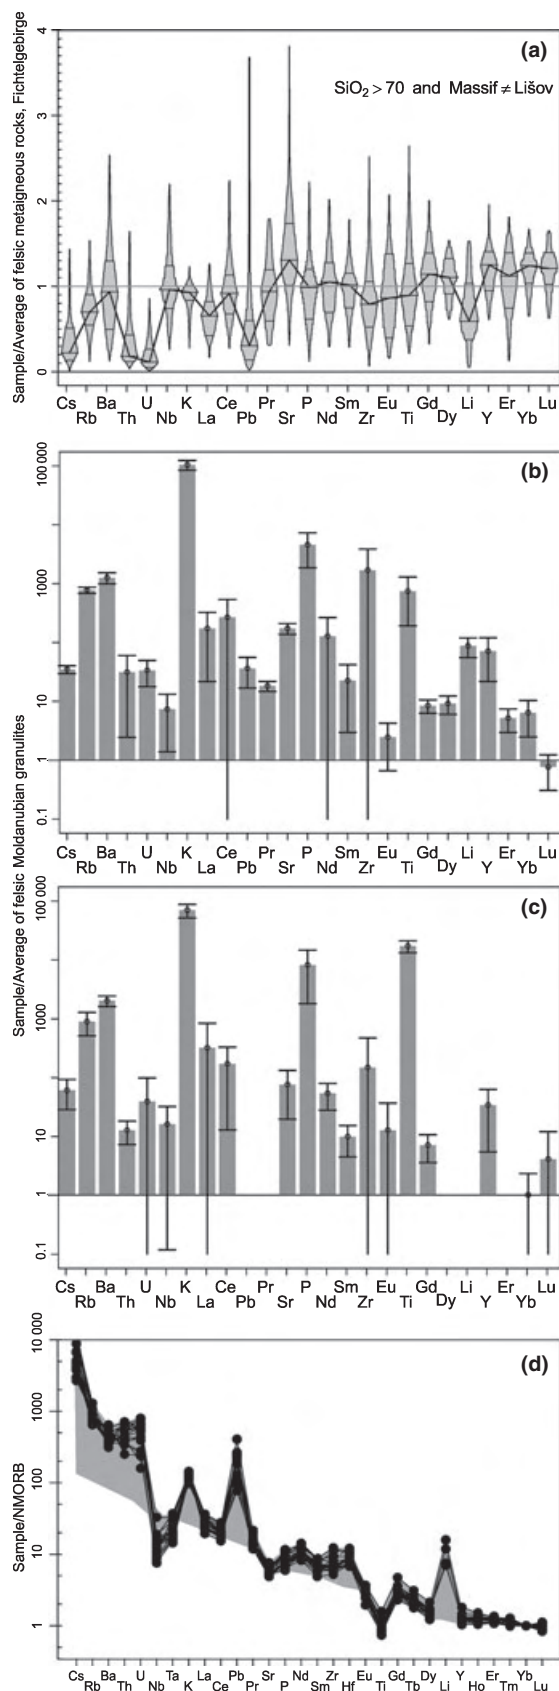 (a)
SiO₂ > 70 and Massif ≠ Lišov
Sample/Average of felsic metaigneous rocks, Fichtelgebirge
4
3
2
1
0
Cs Ba U K Ce Pr P Sm Eu Gd Li Er Lu
Rb Th Nb La Pb Sr Nd Zr Ti Dy Y Yb
(b)
Sample/Average of felsic Moldanubian granulites
100 000
1000
10
1
0.1
Cs Ba U K Ce Pr P Sm Eu Gd Li Er Lu
Rb Th Nb La Pb Sr Nd Zr Ti Dy Y Yb
(c)
100 000
1000
10
1
0.1
Cs Ba U K Ce Pr P Sm Eu Gd Li Er Lu
Rb Th Nb La Pb Sr Nd Zr Ti Dy Y Yb
(d)
Sample/NMORB
10 000
1000
100
10
1
Cs Ba U Ta La Pb Sr Nd Zr Eu Gd Dy Y Er Yb
Rb Th Nb K Ce Pr P Sm Hf Ti Tb Li Ho Tm Lu